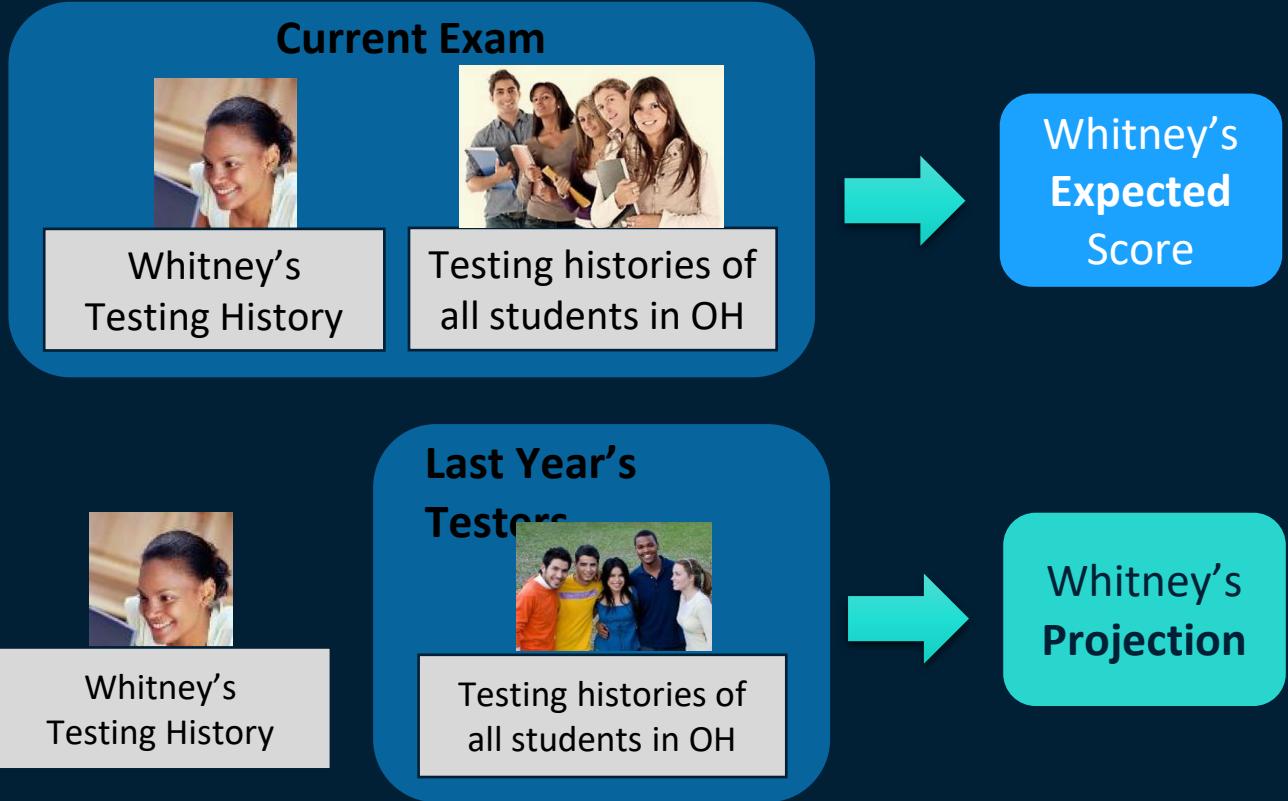 Current Exam
Whitney's
Testing History
Testing histories of
all students in OH
Whitney's
Expected
Score
Last Year's
Testers
Whitney's
Testing History
Testing histories of
all students in OH
Whitney's
Projection